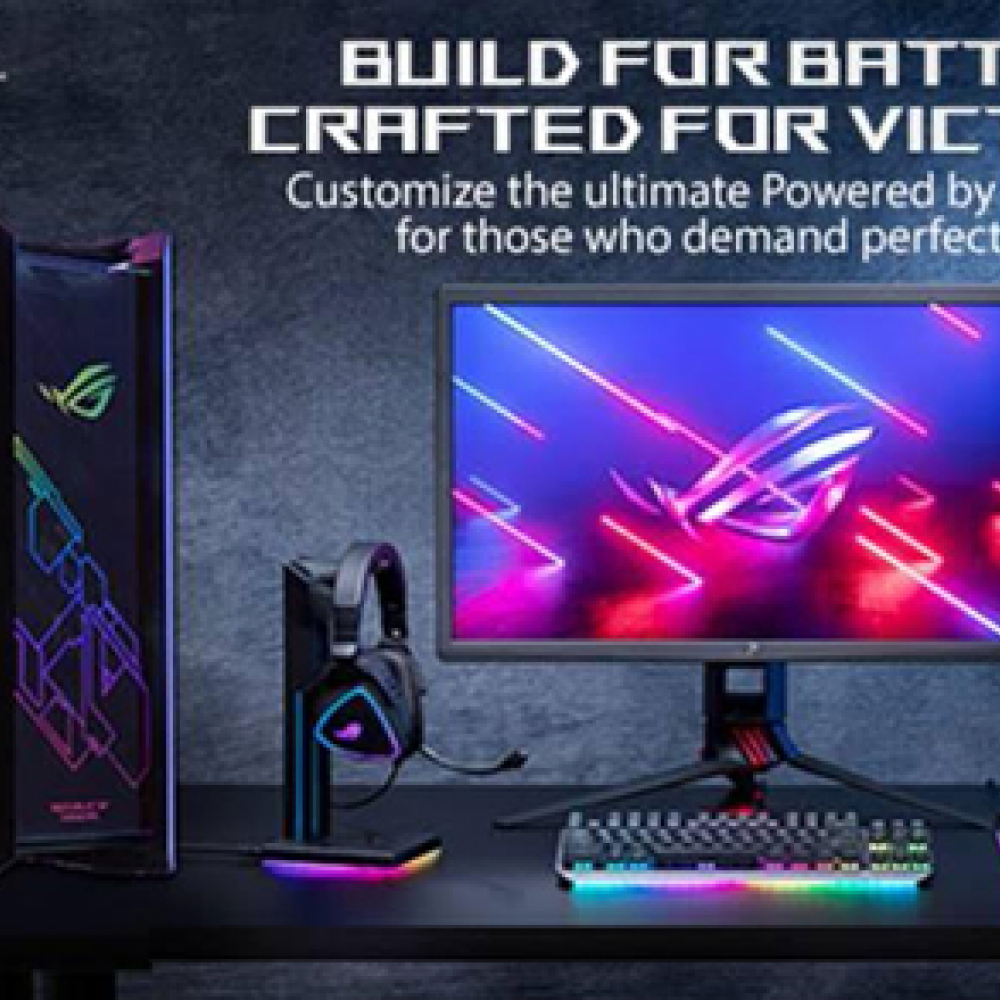 BUILD FOR BATT
CRAFTED FOR VICT
Customize the ultimate Powered by
for those who demand perfect